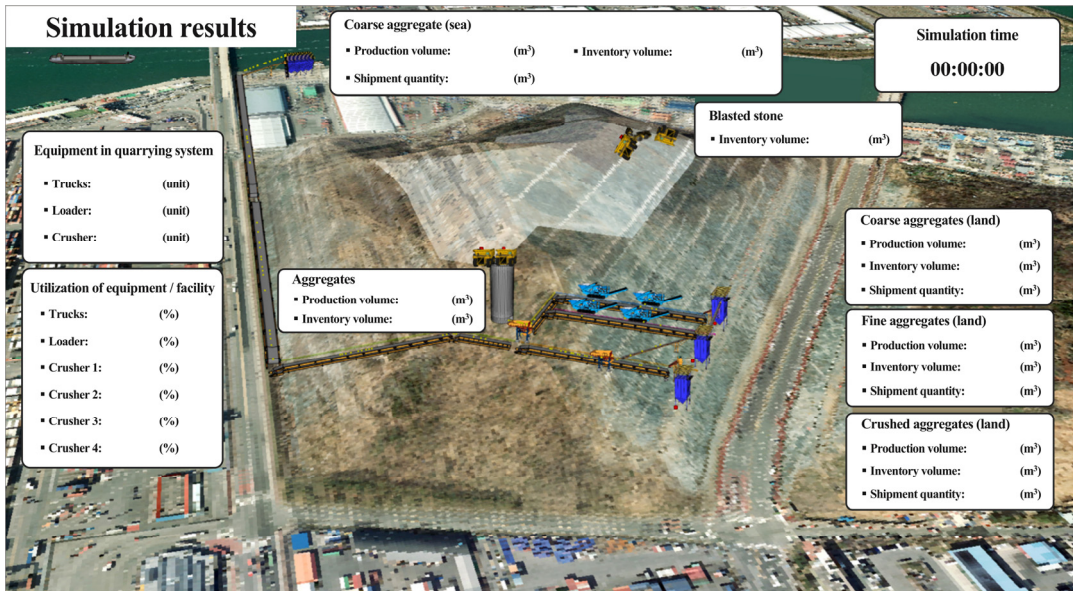 Simulation results
Coarse aggregate (sea)
▪ Production volume: (m³) ▪ Inventory volume: (m³)
▪ Shipment quantity: (m³)
Simulation time
00:00:00
Blasted stone
▪ Inventory volume: (m³)
Equipment in quarrying system
▪ Trucks: (unit)
▪ Loader: (unit)
▪ Crusher: (unit)
Utilization of equipment / facility
▪ Trucks: (%)
▪ Loader: (%)
▪ Crusher 1: (%)
▪ Crusher 2: (%)
▪ Crusher 3: (%)
▪ Crusher 4: (%)
Aggregates
▪ Production volume: (m³)
▪ Inventory volume: (m³)
Coarse aggregates (land)
▪ Production volume: (m³)
▪ Inventory volume: (m³)
▪ Shipment quantity: (m³)
Fine aggregates (land)
▪ Production volume: (m³)
▪ Inventory volume: (m³)
▪ Shipment quantity: (m³)
Crushed aggregates (land)
▪ Production volume: (m³)
▪ Inventory volume: (m³)
▪ Shipment quantity: (m³)